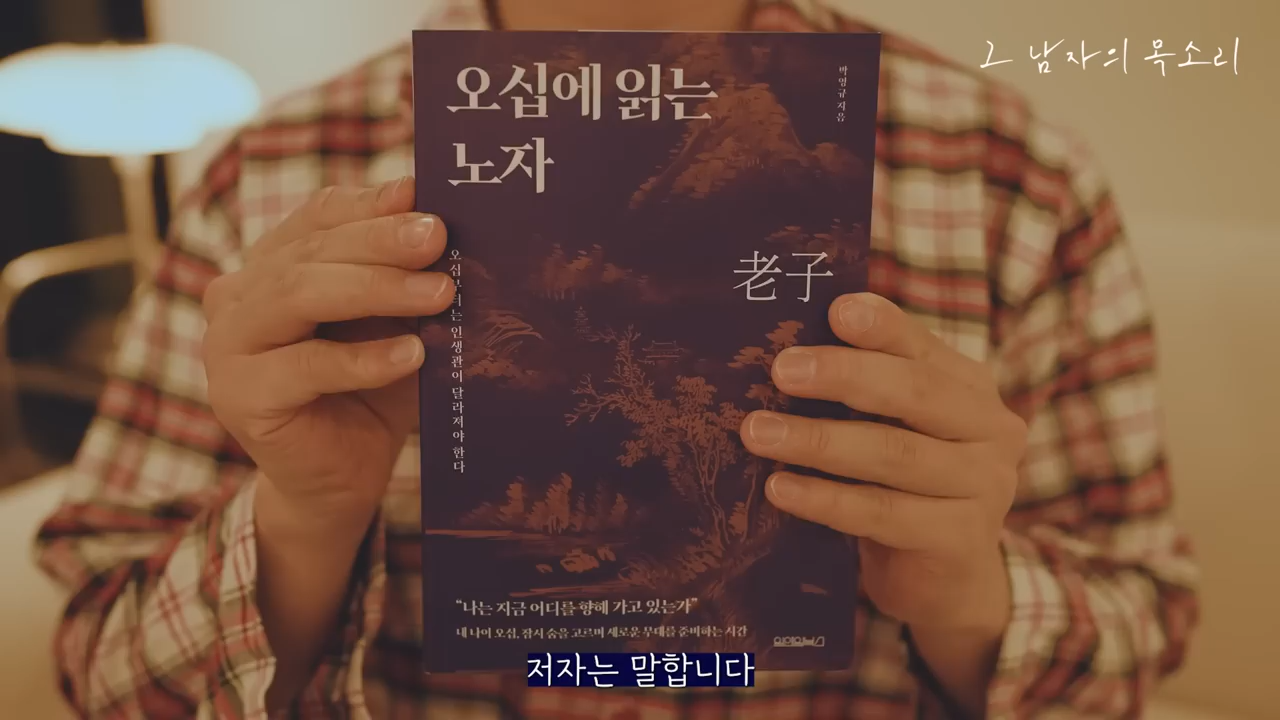 그 남자의 목소리
오십에 읽는
노자
박영규 지음
老子
오십부터는 인생관이 달라져야 한다
“나는 지금 어디를 향해 가고 있는가”
내 나이 오십, 잠시 숨을 고르며 새로운 무대를 준비하는 시간
저자는 말합니다